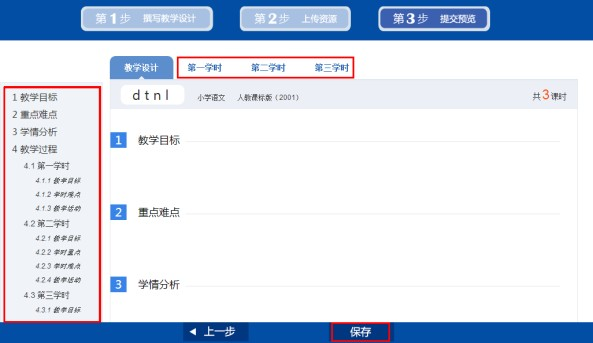 第1步 撰写教学设计
第2步 上传资源
第3步 提交预览
教学设计 第一学时 第二学时 第三学时
dtnl 小学语文 人教课标版（2001） 共3课时
1 教学目标
2 重点难点
3 学情分析
4 教学过程
4.1 第一学时
4.1.1 教学目标
4.1.2 学时难点
4.1.3 教学活动
4.2 第二学时
4.2.1 教学目标
4.2.2 学时重点
4.2.3 学时难点
4.2.4 教学活动
4.3 第三学时
4.3.1 教学目标
1 教学目标
2 重点难点
3 学情分析
上一步 保存